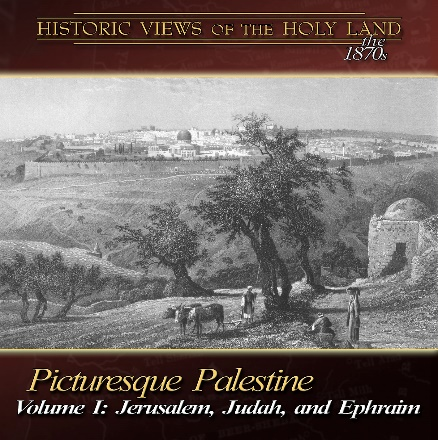 HISTORIC VIEWS OF THE HOLY LAND
the
1870s
Picturesque Palestine
Volume I: Jerusalem, Judah, and Ephraim